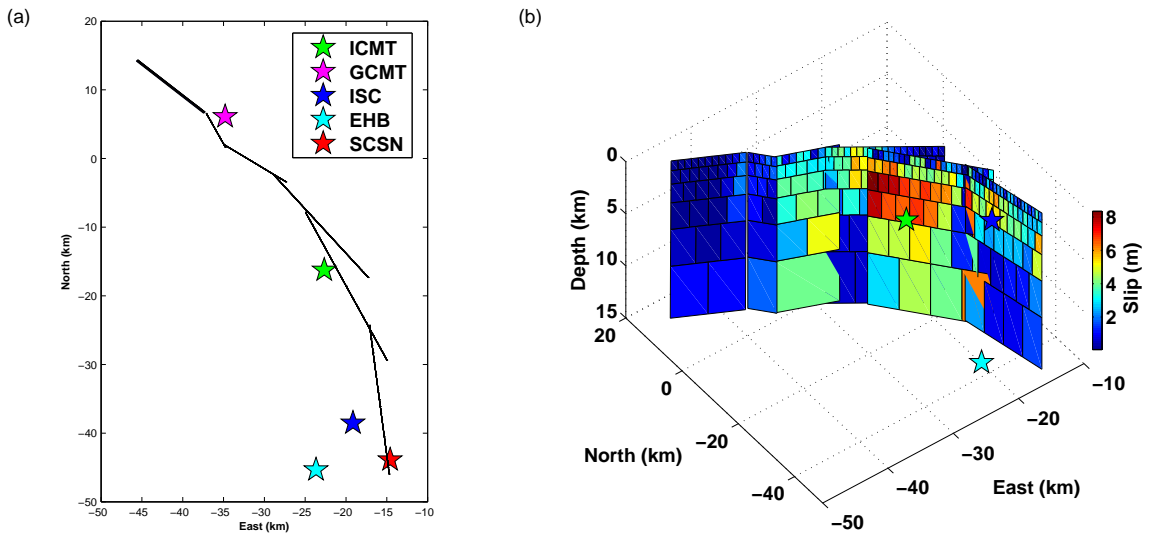 (a)
20
10
0
−10
−20
−30
−40
−50
North (km)
−50 −45 −40 −35 −30 −25 −20 −15 −10
East (km)
ICMT
GCMT
ISC
EHB
SCSN
(b)
0
5
10
15
Depth (km)
20
0
−20
−40
North (km)
−50
−40
−30
−20
−10
East (km)
8
6
4
2
Slip (m)